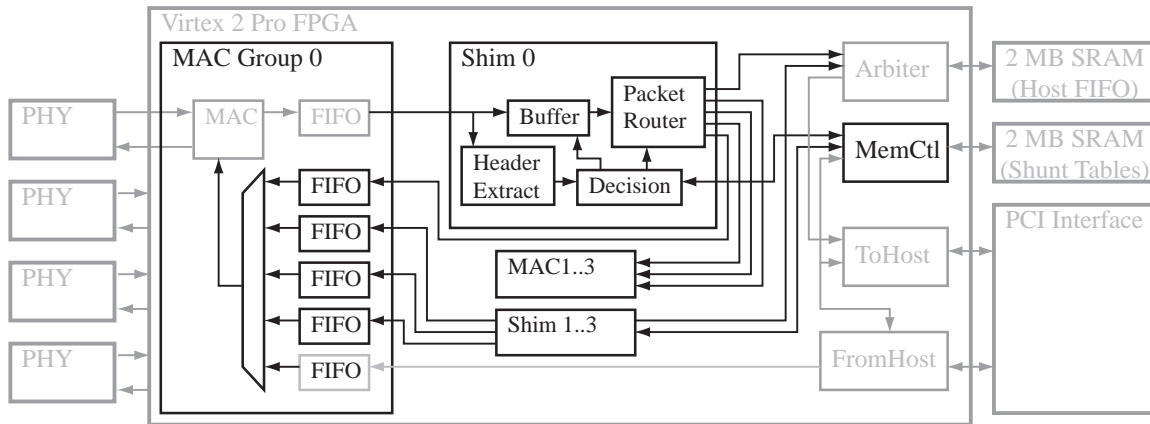 Virtex 2 Pro FPGA
MAC Group 0
Shim 0
Arbiter
2 MB SRAM
(Host FIFO)
PHY
MAC
FIFO
Buffer
Packet
Router
Header
Extract
Decision
MemCtl
2 MB SRAM
(Shunt Tables)
PHY
FIFO
FIFO
PCI Interface
PHY
FIFO
MAC1..3
ToHost
FIFO
Shim 1..3
PHY
FIFO
FromHost